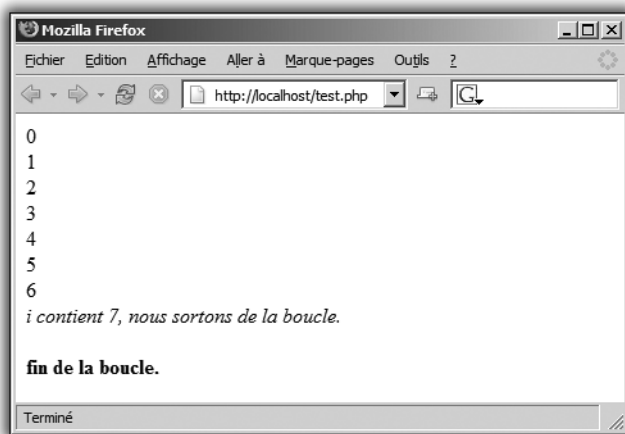 Mozilla Firefox
Fichier Edition Affichage Aller à Marque-pages Outils ?
http://localhost/test.php G
0
1
2
3
4
5
6
i contient 7, nous sortons de la boucle.
fin de la boucle.
Terminé